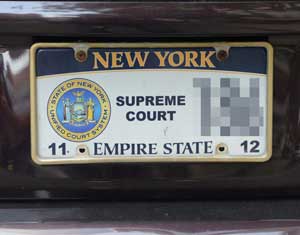 NEW YORK
STATE OF NEW YORK
UNIFIED COURT SYSTEM
SUPREME
COURT
11 EMPIRE STATE 12